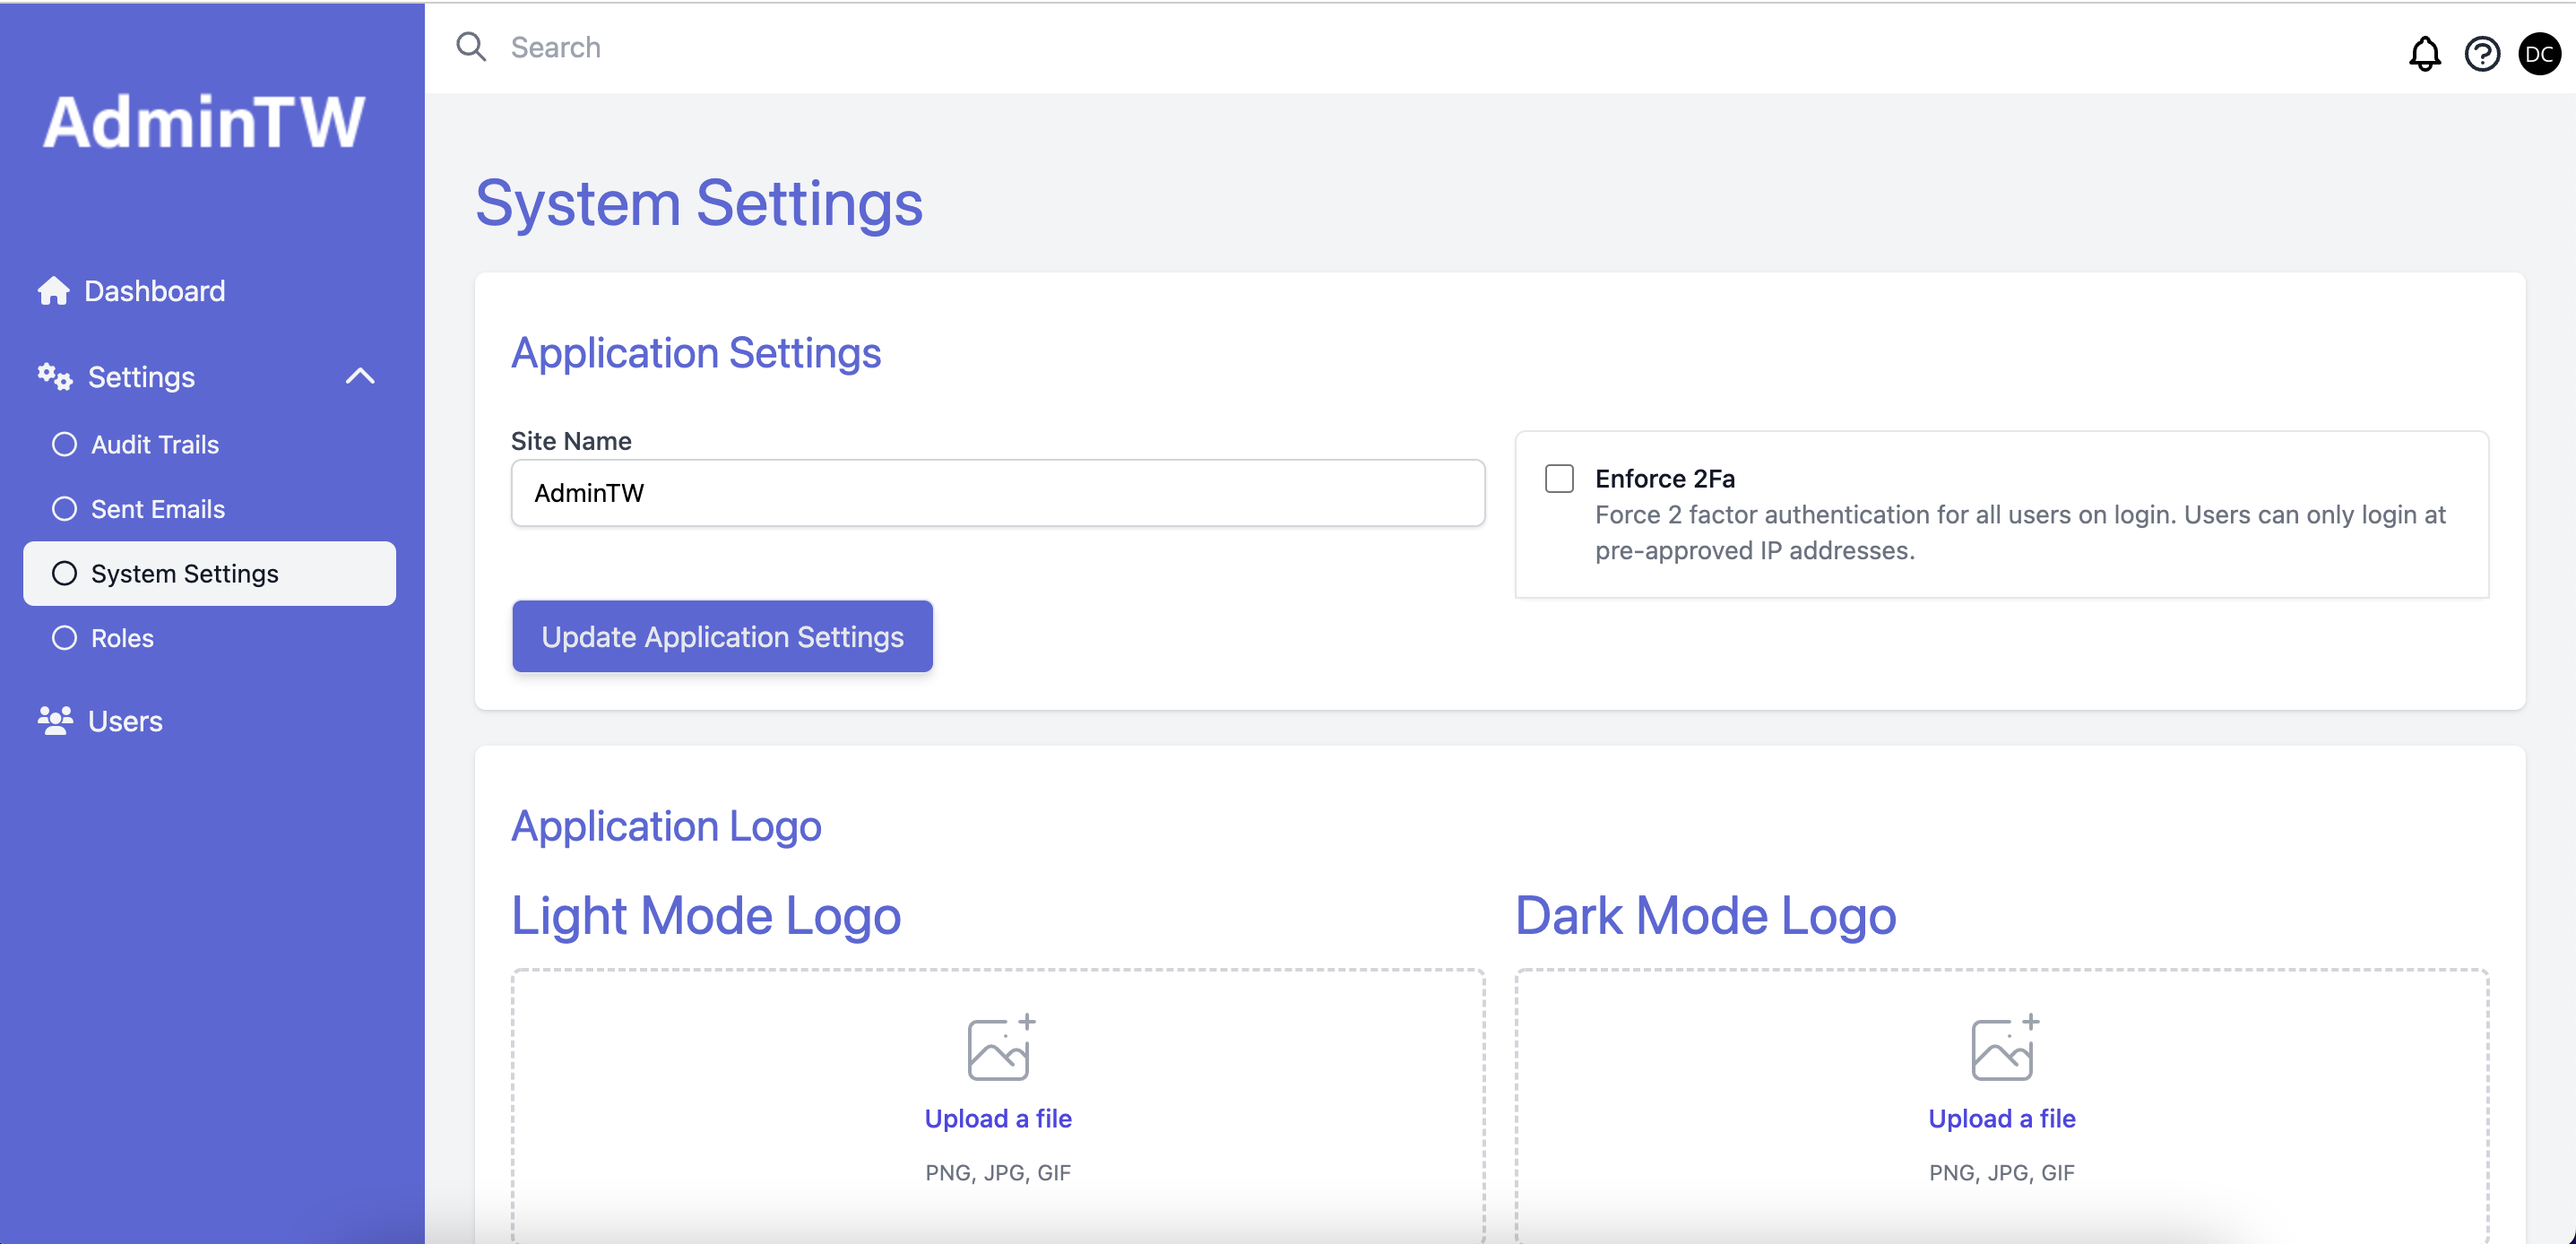 AdminTW
Dashboard
Settings
Audit Trails
Sent Emails
System Settings
Roles
Users
Search
DC
System Settings
Application Settings
Site Name
AdminTW
Enforce 2Fa
Force 2 factor authentication for all users on login. Users can only login at
pre-approved IP addresses.
Update Application Settings
Application Logo
Light Mode Logo
Upload a file
PNG, JPG, GIF
Dark Mode Logo
Upload a file
PNG, JPG, GIF